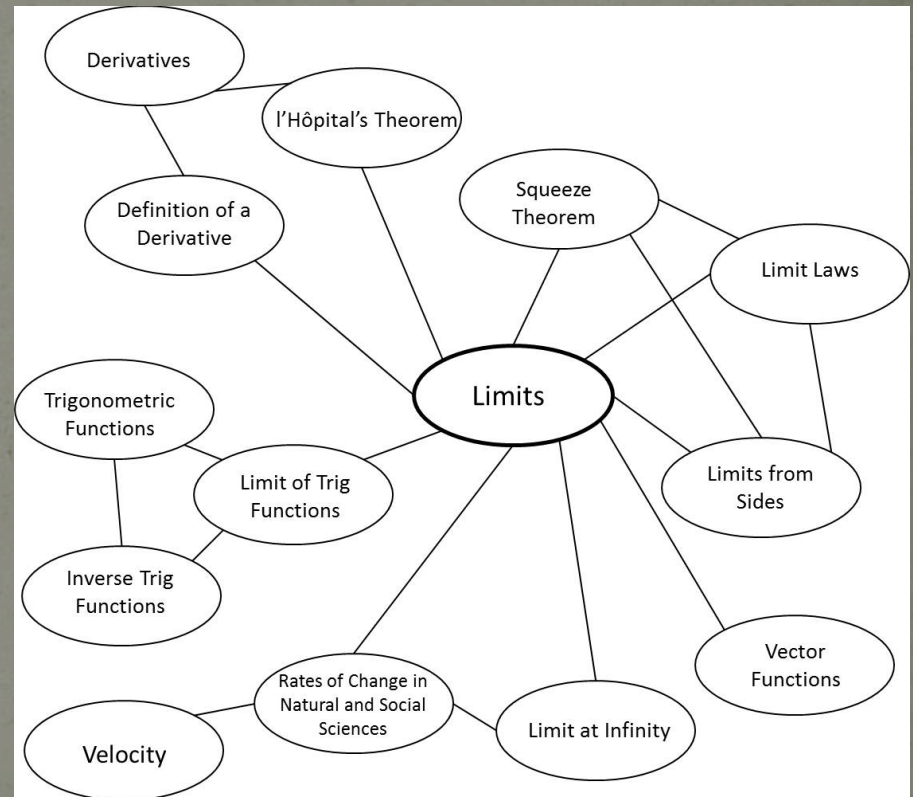 Derivatives
l'Hôpital's Theorem
Squeeze
Theorem
Definition of a
Derivative
Limit Laws
Limits
Trigonometric
Functions
Limit of Trig
Functions
Limits from
Sides
Inverse Trig
Functions
Vector
Functions
Rates of Change in
Natural and Social
Sciences
Limit at Infinity
Velocity